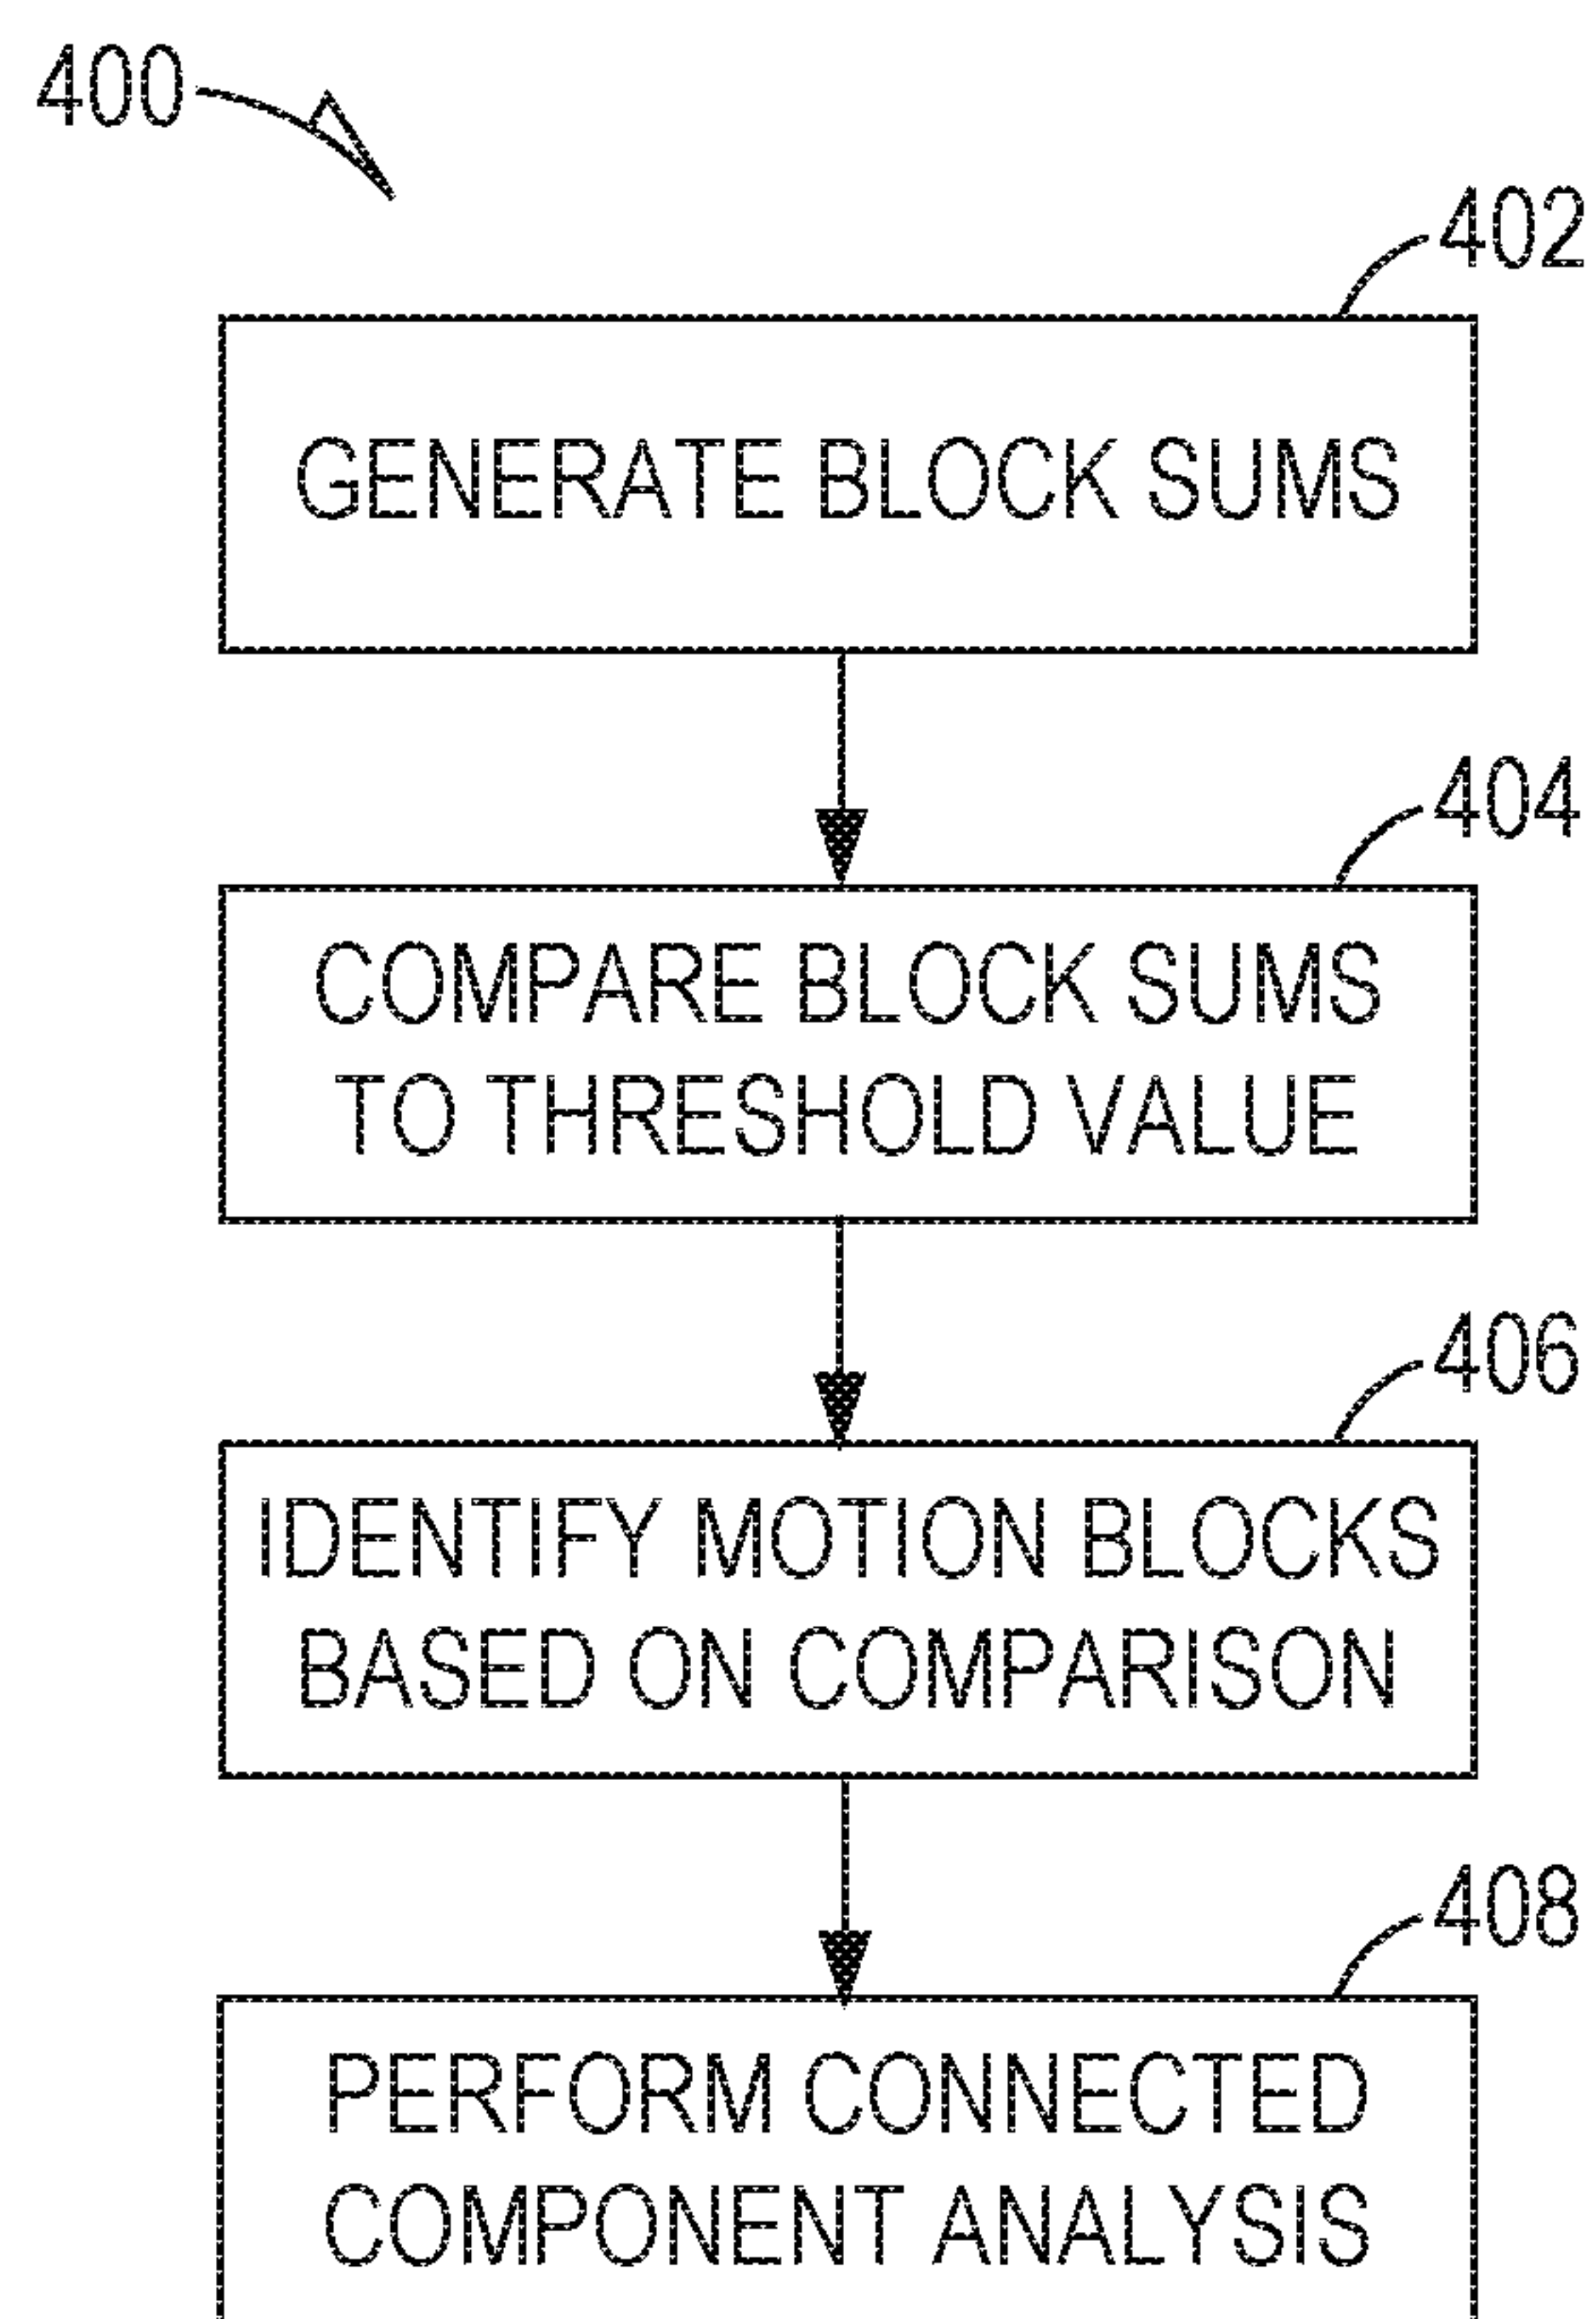 400
402
GENERATE BLOCK SUMS
404
COMPARE BLOCK SUMS
TO THRESHOLD VALUE
406
IDENTIFY MOTION BLOCKS
BASED ON COMPARISON
408
PERFORM CONNECTED
COMPONENT ANALYSIS